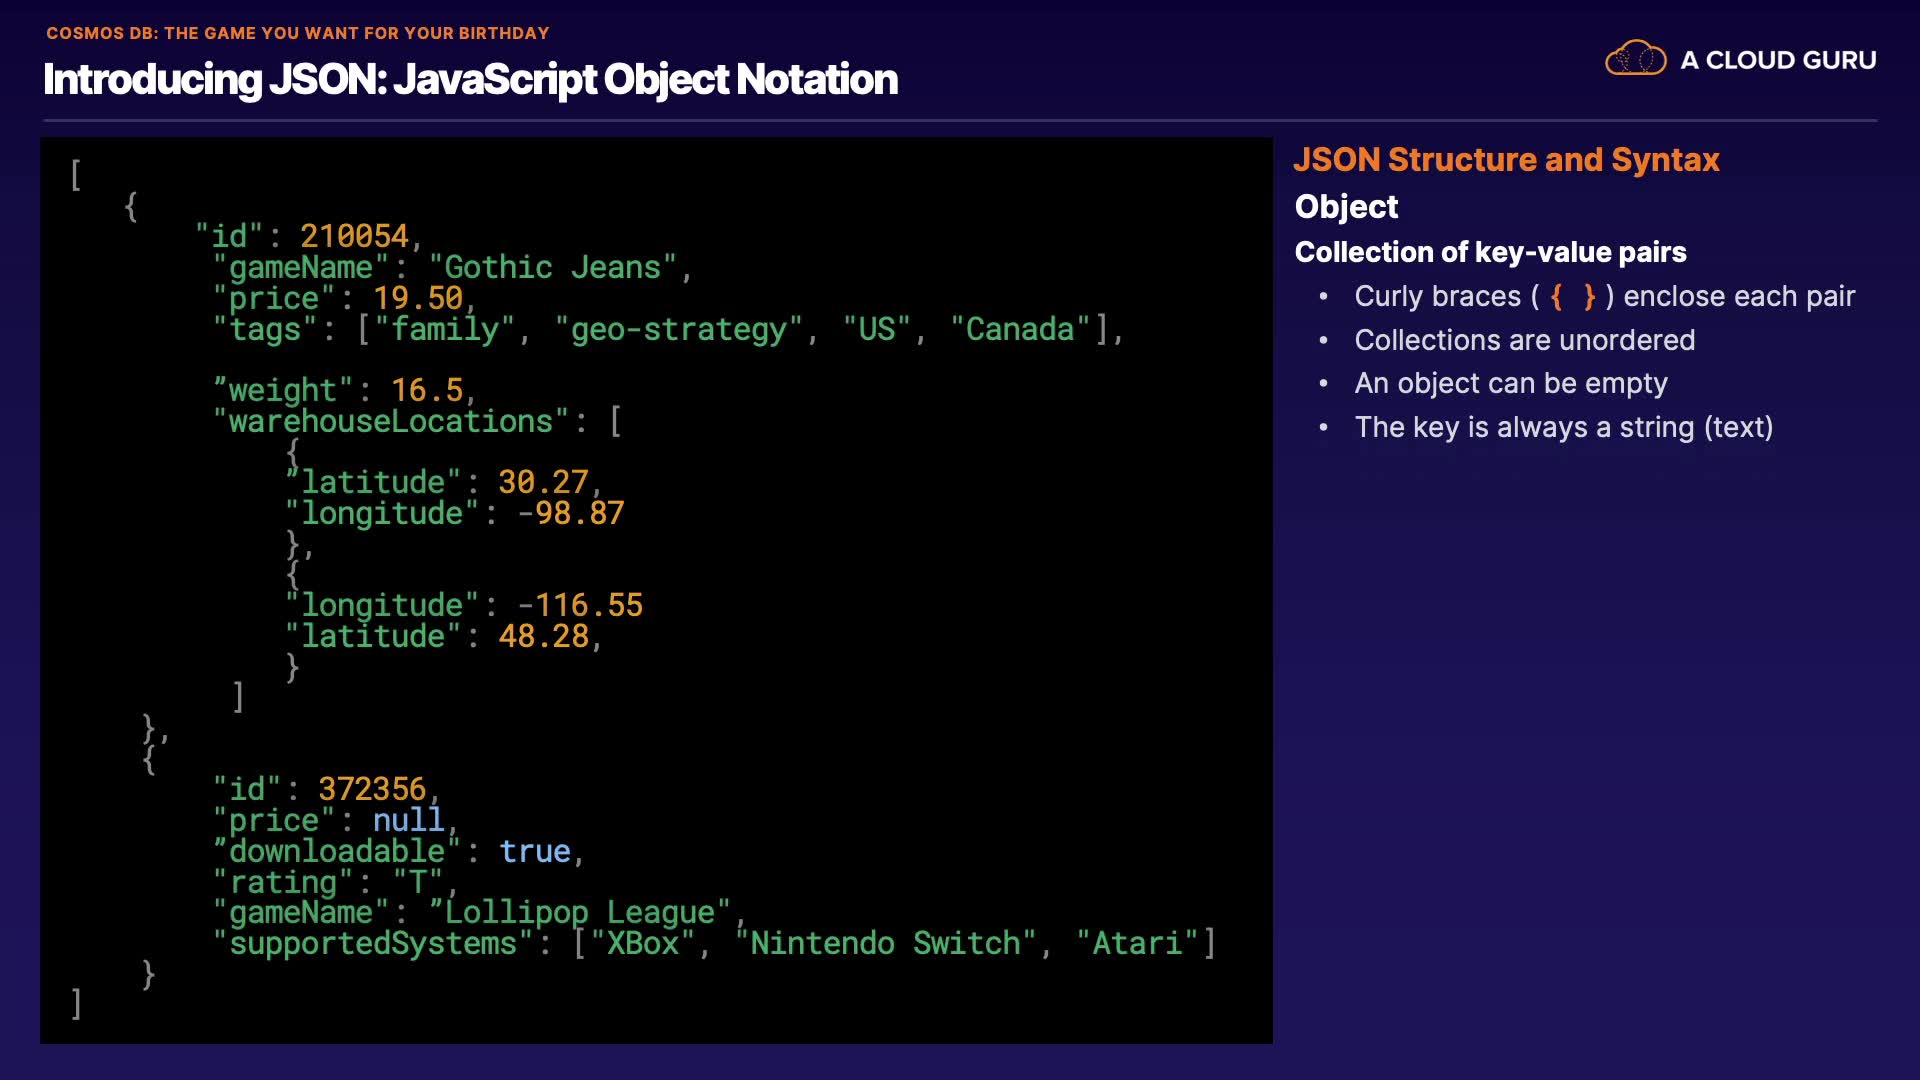 COSMOS DB: THE GAME YOU WANT FOR YOUR BIRTHDAY
Introducing JSON: JavaScript Object Notation
A CLOUD GURU
[
{
"id": 210054,
"gameName": "Gothic Jeans",
"price": 19.50,
"tags": ["family", "geo-strategy", "US", "Canada"],
”weight": 16.5,
"warehouseLocations": [
{
”latitude": 30.27,
"longitude": -98.87
},
{
"longitude": -116.55
"latitude": 48.28,
}
]
},
{
"id": 372356,
"price": null,
”downloadable": true,
"rating": "T",
"gameName": ”Lollipop League",
"supportedSystems": ["XBox", "Nintendo Switch", "Atari"]
}
]
JSON Structure and Syntax
Object
Collection of key-value pairs
• Curly braces ( { } ) enclose each pair
• Collections are unordered
• An object can be empty
• The key is always a string (text)